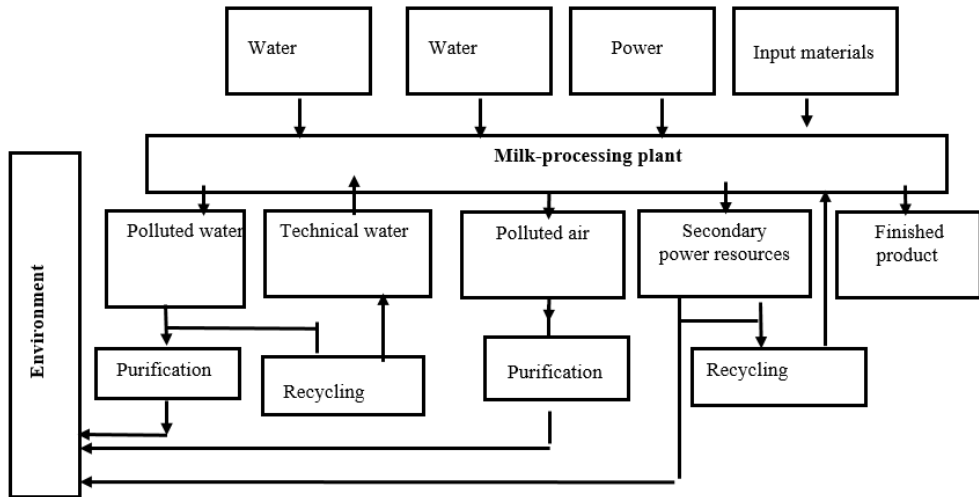 Water
Water
Power
Input materials
Milk-processing plant
Environment
Polluted water
Technical water
Polluted air
Secondary
power resources
Finished
product
Purification
Recycling
Purification
Recycling